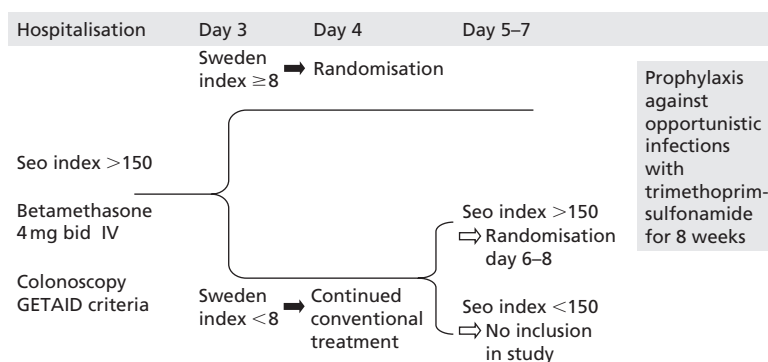 Hospitalisation Day 3 Day 4 Day 5–7
Sweden
index ≥8
Randomisation
Seo index >150
Betamethasone
4 mg bid IV
Colonoscopy
GETAID criteria
Sweden
index <8
Continued
conventional
treatment
Seo index >150
Randomisation
day 6–8
Seo index <150
No inclusion
in study
Prophylaxis
against
opportunistic
infections
with
trimethoprim-
sulfonamide
for 8 weeks